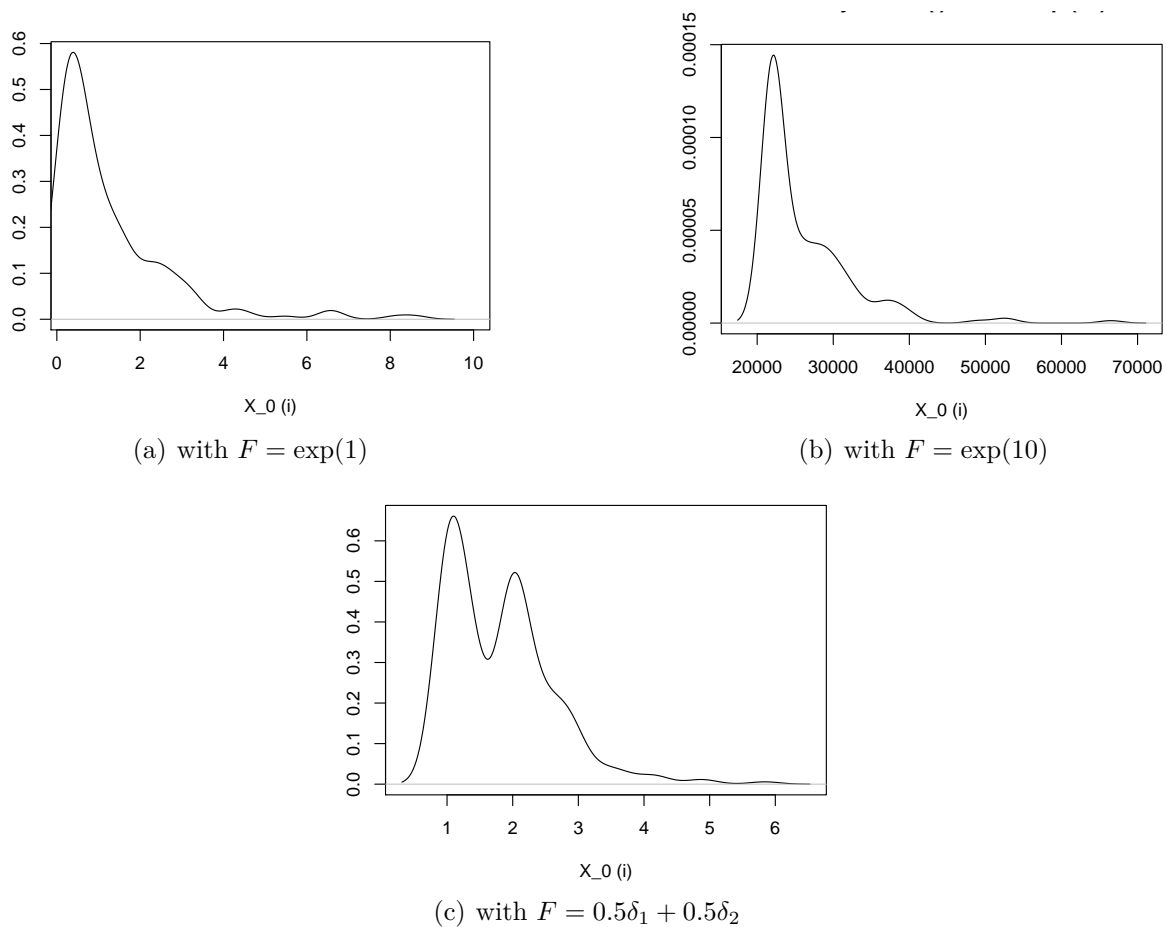 0.0 0.1 0.2 0.3 0.4 0.5 0.6
0 2 4 6 8 10
X_0 (i)
(a) with F = exp(1)
0.00000 0.00005 0.00010 0.00015
20000 30000 40000 50000 60000 70000
X_0 (i)
(b) with F = exp(10)
0.0 0.1 0.2 0.3 0.4 0.5 0.6
1 2 3 4 5 6
X_0 (i)
(c) with F = 0.5δ₁ + 0.5δ₂